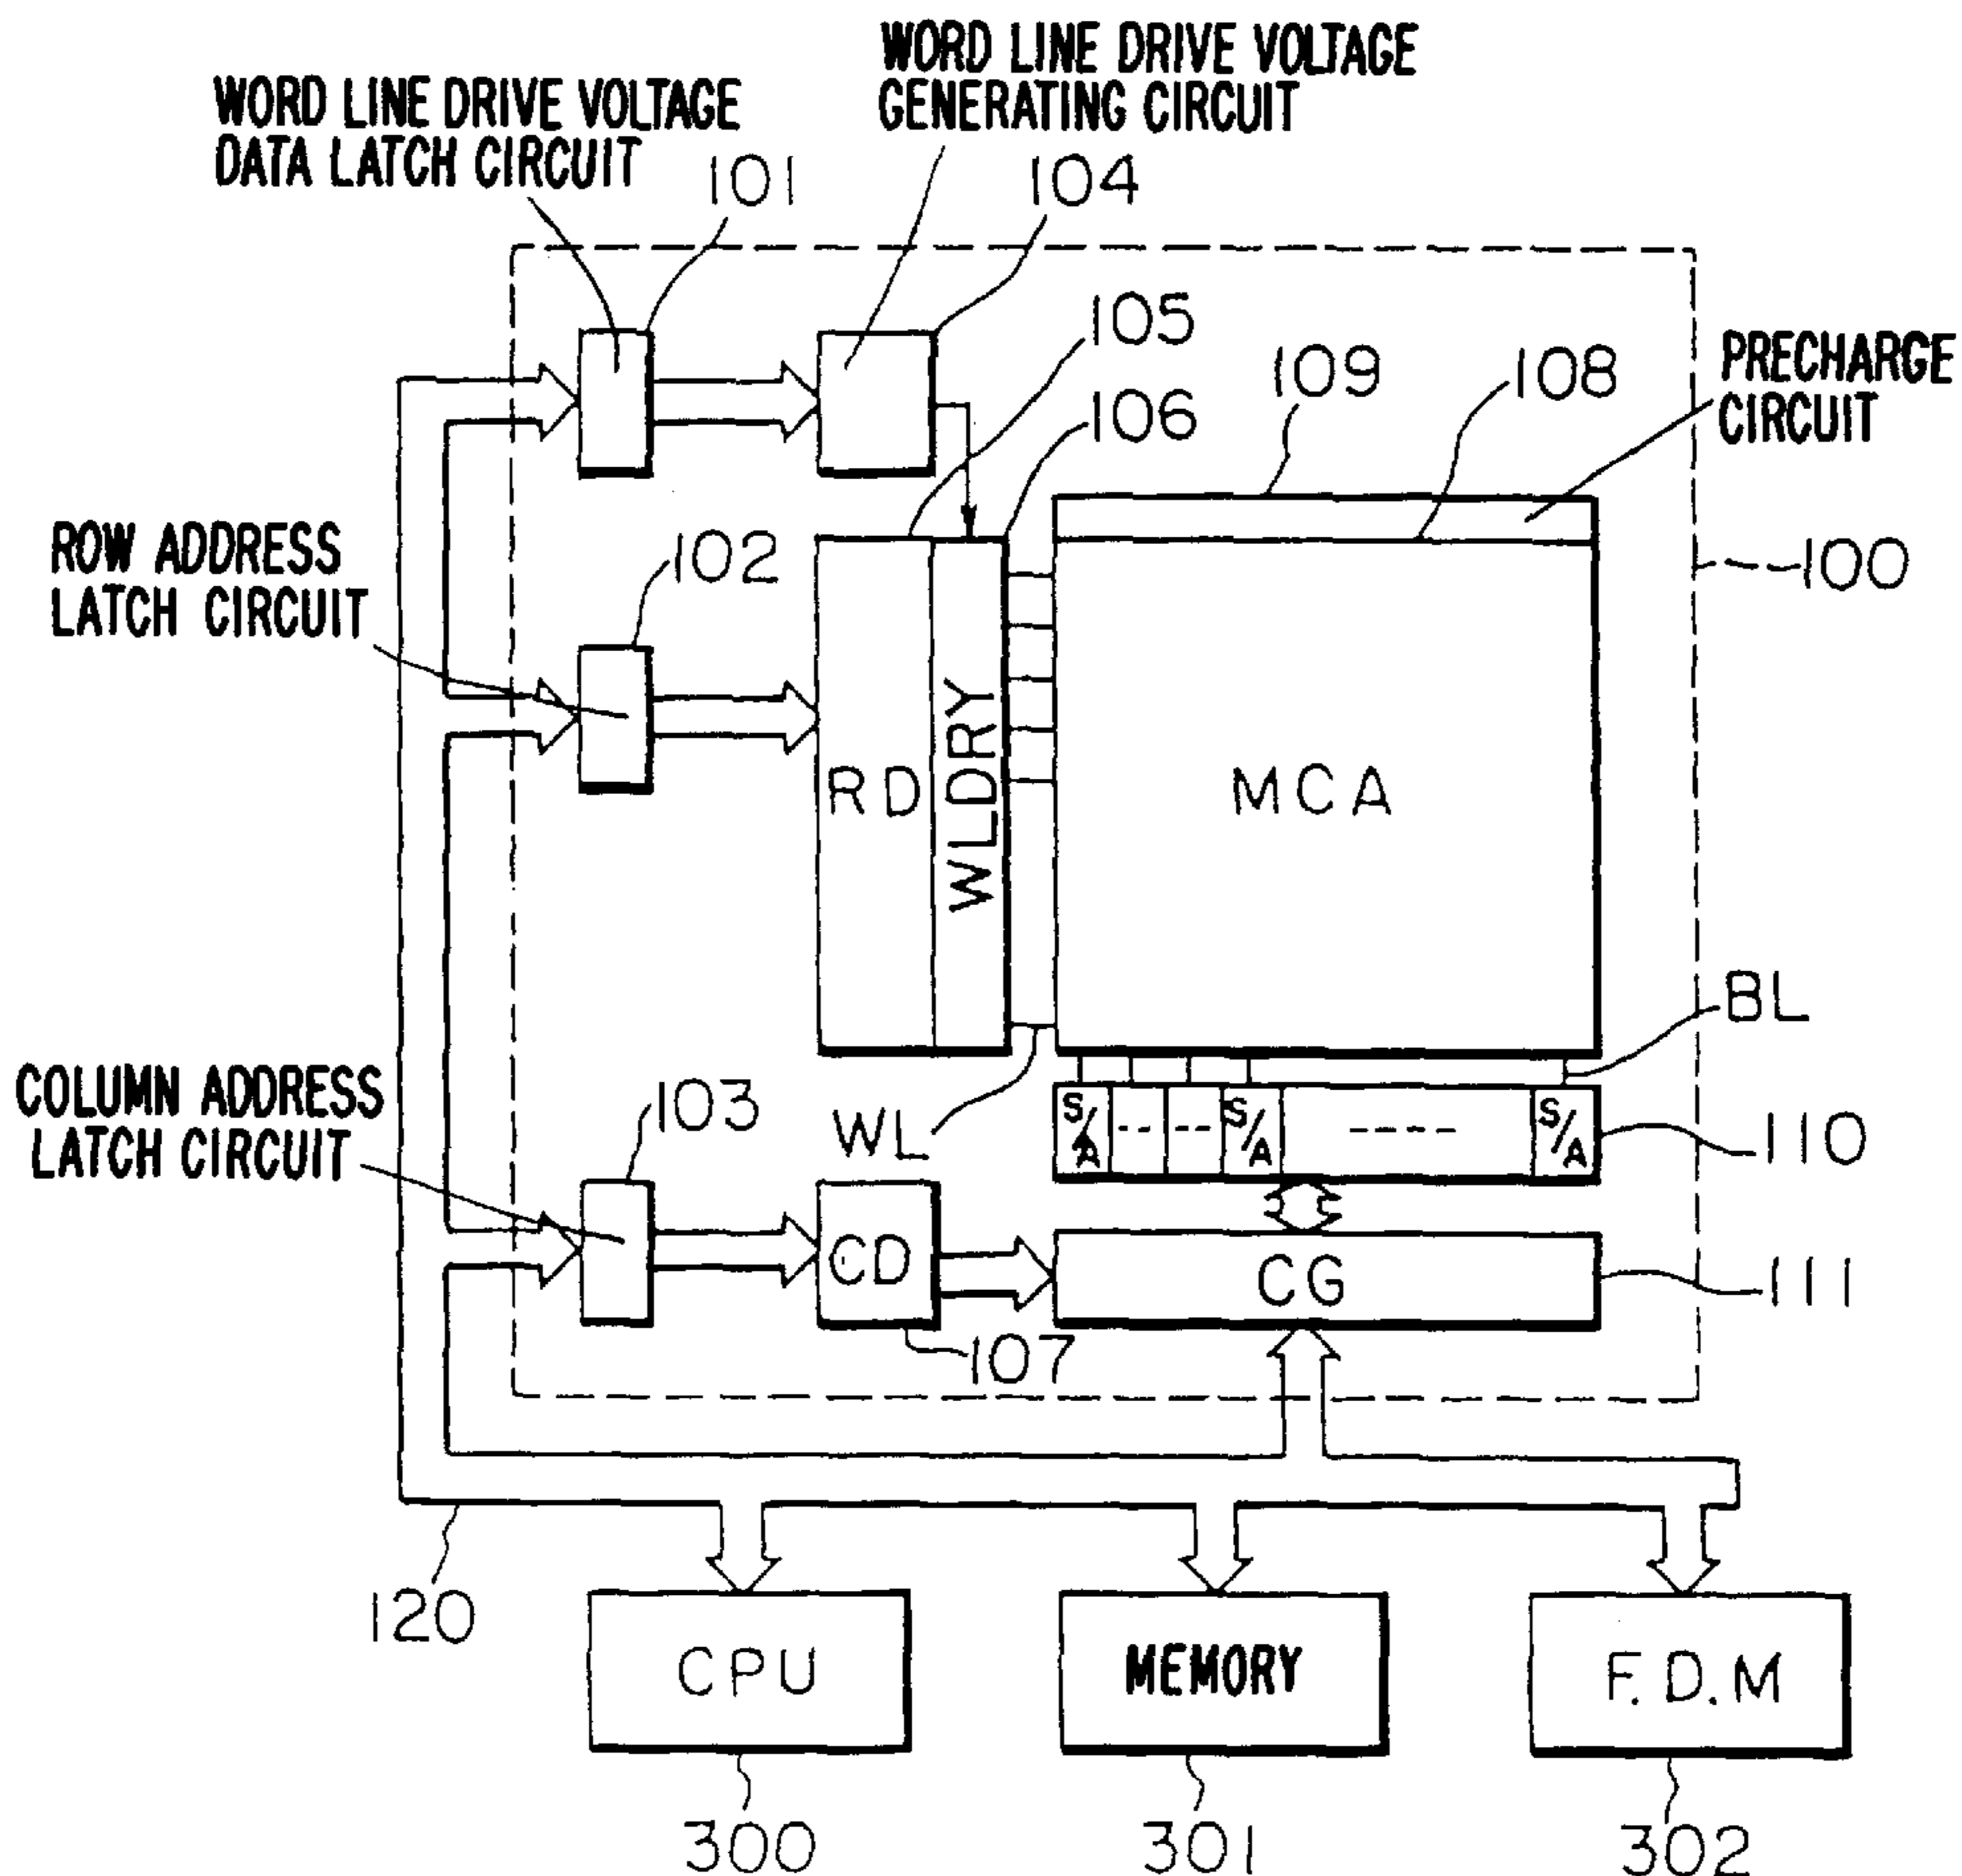 WORD LINE DRIVE VOLTAGE
GENERATING CIRCUIT
WORD LINE DRIVE VOLTAGE
DATA LATCH CIRCUIT
101
104
105
109
108
PRECHARGE
CIRCUIT
106
ROW ADDRESS
LATCH CIRCUIT
102
100
RD
WLDRY
MCA
BL
COLUMN ADDRESS
LATCH CIRCUIT
103
WL
S/A
S/A
S/A
110
CD
CG
111
107
120
CPU
MEMORY
F.D.M
300
301
302